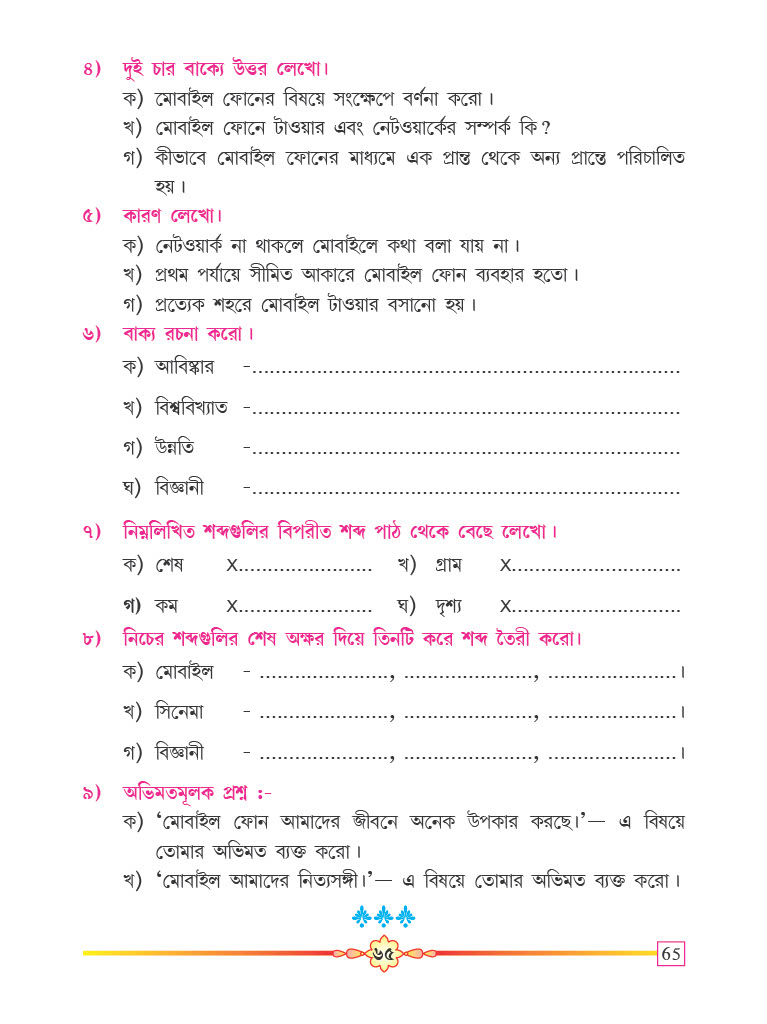 ৪) দুই চার বাক্যে উত্তর লেখো।
ক) মোবাইল ফোনের বিষয়ে সংক্ষেপে বর্ণনা করো।
খ) মোবাইল ফোনে টাওয়ার এবং নেটওয়ার্কের সম্পর্ক কি?
গ) কীভাবে মোবাইল ফোনের মাধ্যমে এক প্রান্ত থেকে অন্য প্রান্তে পরিচালিত
হয়।
৫) কারণ লেখো।
ক) নেটওয়ার্ক না থাকলে মোবাইলে কথা বলা যায় না।
খ) প্রথম পর্যায়ে সীমিত আকারে মোবাইল ফোন ব্যবহার হতো।
গ) প্রত্যেক শহরে মোবাইল টাওয়ার বসানো হয়।
৬) বাক্য রচনা করো।
ক) আবিষ্কার -..........................................................................
খ) বিশ্ববিখ্যাত -..........................................................................
গ) উন্নতি -..........................................................................
ঘ) বিজ্ঞানী -..........................................................................
৭) নিম্নলিখিত শব্দগুলির বিপরীত শব্দ পাঠ থেকে বেছে লেখো।
ক) শেষ X....................... খ) গ্রাম X.............................
গ) কম X....................... ঘ) দৃশ্য X.............................
৮) নিচের শব্দগুলির শেষ অক্ষর দিয়ে তিনটি করে শব্দ তৈরী করো।
ক) মোবাইল - ......................, ......................, ......................।
খ) সিনেমা - ......................, ......................, ......................।
গ) বিজ্ঞানী - ......................, ......................, ......................।
৯) অভিমতমূলক প্রশ্ন :-
ক) ‘মোবাইল ফোন আমাদের জীবনে অনেক উপকার করছে।’— এ বিষয়ে
তোমার অভিমত ব্যক্ত করো।
খ) ‘মোবাইল আমাদের নিত্যসঙ্গী।’— এ বিষয়ে তোমার অভিমত ব্যক্ত করো।
৬৫ 65